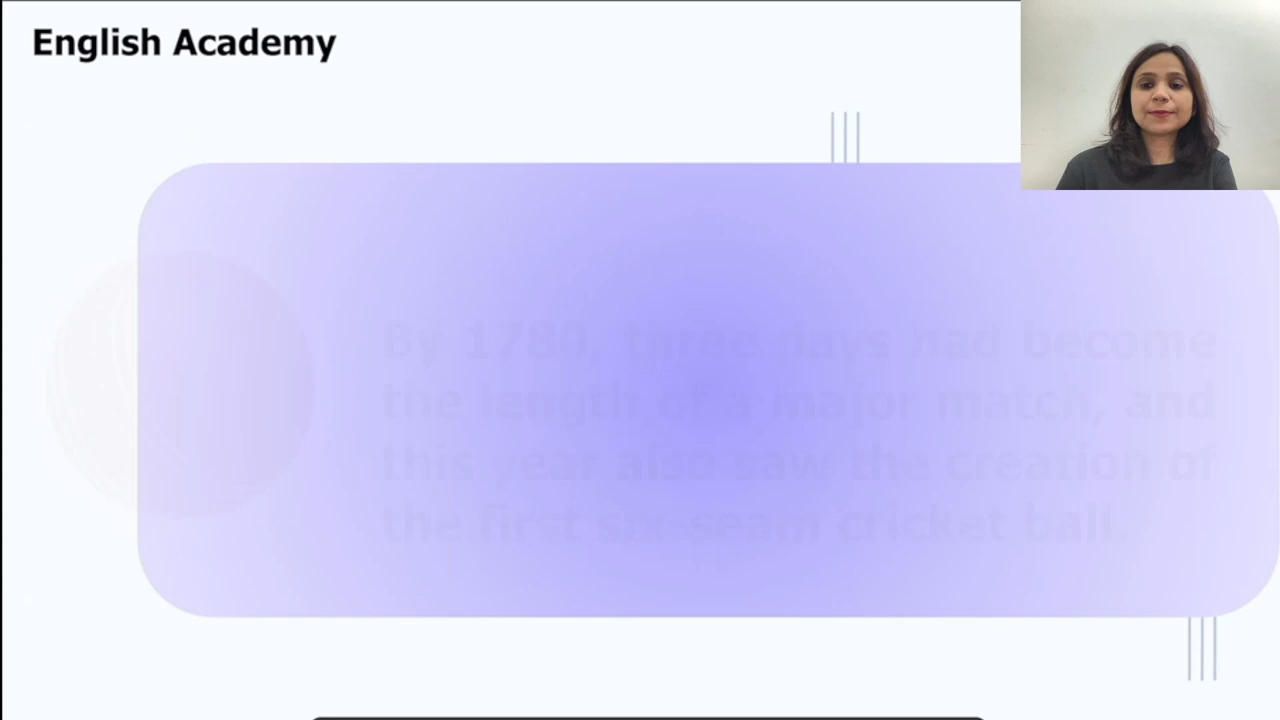 English Academy
By 1780, three days had become
the length of a major match, and
this year also saw the creation of
the first six-seam cricket ball.